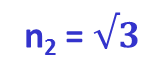 n₂ = √3